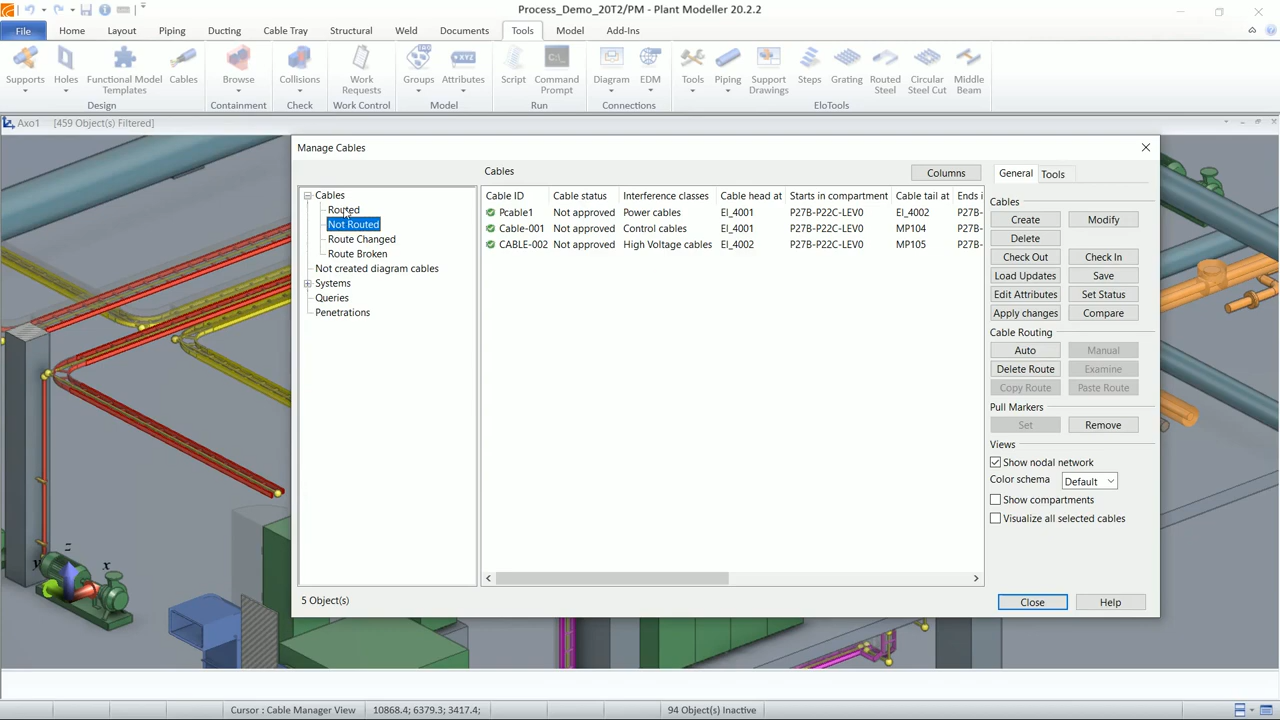 Process_Demo_20T2/PM - Plant Modeller 20.2.2
File Home Layout Piping Ducting Cable Tray Structural Weld Documents Tools Model Add-Ins
Supports Holes Functional Model Templates Cables Browse Collisions Work Requests Groups Attributes Script Command Prompt Diagram EDM Tools Piping Support Drawings Steps Grating Routed Steel Circular Steel Cut Middle Beam
Design Containment Check Work Control Model Run Connections EloTools
Axo1 [459 Object(s) Filtered]
Manage Cables
Cables
Routed
Not Routed
Route Changed
Route Broken
Not created diagram cables
Systems
Queries
Penetrations
Cables Columns
Cable ID Cable status Interference classes Cable head at Starts in compartment Cable tail at Ends i
Pcable1 Not approved Power cables El_4001 P27B-P22C-LEV0 El_4002 P27B-
Cable-001 Not approved Control cables El_4001 P27B-P22C-LEV0 MP104 P27B-
CABLE-002 Not approved High Voltage cables El_4002 P27B-P22C-LEV0 MP105 P27B-
General Tools
Cables
Create Modify
Delete
Check Out Check In
Load Updates Save
Edit Attributes Set Status
Apply changes Compare
Cable Routing
Auto Manual
Delete Route Examine
Copy Route Paste Route
Pull Markers
Set Remove
Views
Show nodal network
Color schema Default
Show compartments
Visualize all selected cables
5 Object(s)
Close Help
z
y x
Cursor : Cable Manager View 10868.4; 6379.3; 3417.4; 94 Object(s) Inactive